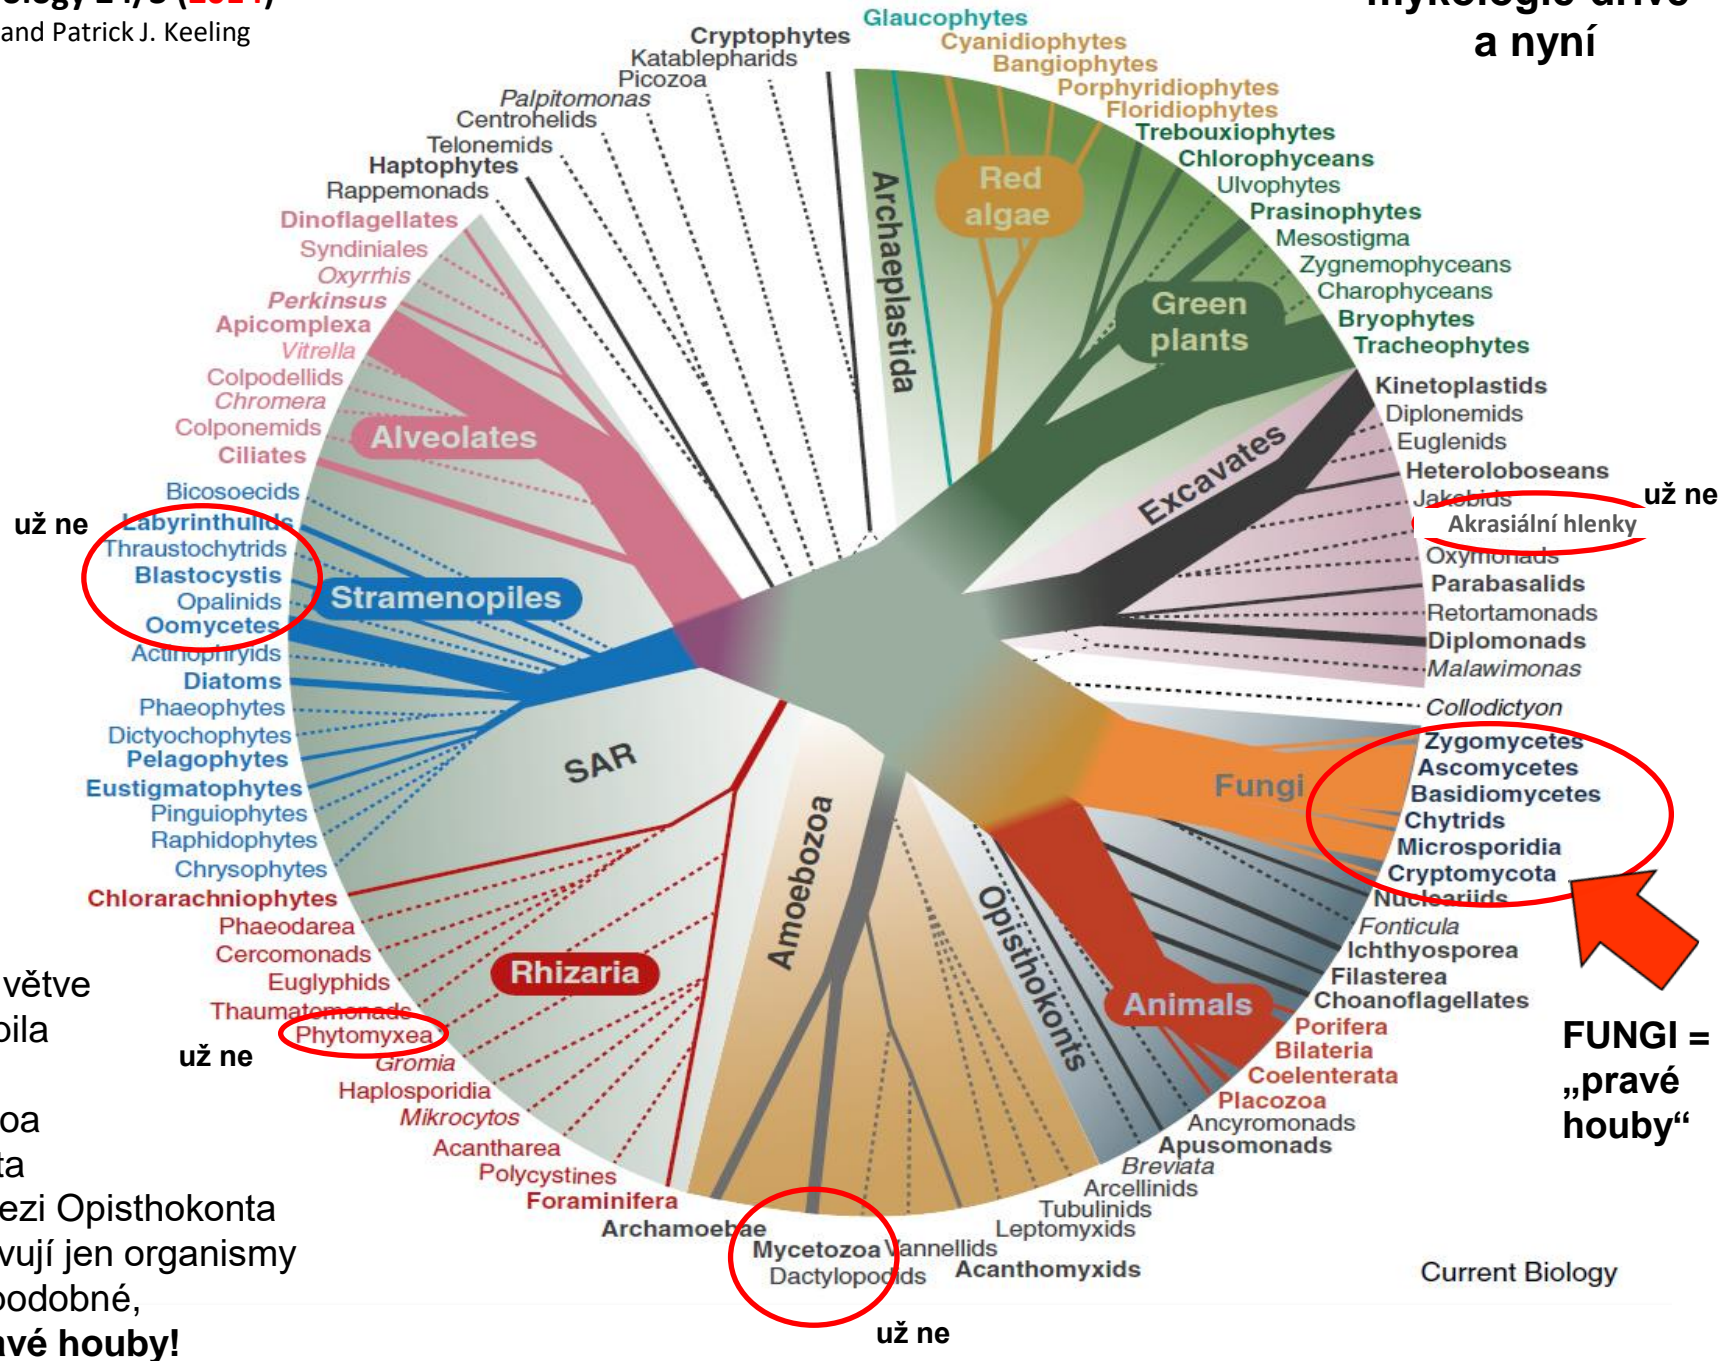 and Patrick J. Keeling
a nyní
Glaucophytes
Cryptophytes
Cyanidiophytes
Katablepharids
Bangiophytes
Picozoa
Porphyridiophytes
Palpitomonas
Floridiophytes
Centrohelids
Trebouxiophytes
Telonemids
Chlorophyceans
Haptophytes
Ulvophytes
Rappemonads
Prasinophytes
Dinoflagellates
Mesostigma
Syndiniales
Zygnemophyceans
Oxyrrhis
Charophyceans
Perkinsus
Bryophytes
Apicomplexa
Tracheophytes
Vitrella
Colpodellids
Chromera
Colponemids
Ciliates
Archaeplastida
Red
algae
Green
plants
Alveolates
Excavates
Kinetoplastids
Diplonemids
Euglenids
Heteroloboseans
Jakobids
už ne
Akrasiální hlenky
Oxymonads
Parabasalids
Retortamonads
Diplomonads
Malawimonas
Collodictyon
Bicosoecids
už ne
Labyrinthulids
Thraustochytrids
Blastocystis
Opalinids
Oomycetes
Actinophryids
Diatoms
Phaeophytes
Dictyochophytes
Pelagophytes
Eustigmatophytes
Pinguiophytes
Raphidophytes
Chrysophytes
Stramenopiles
SAR
Fungi
Zygomycetes
Ascomycetes
Basidiomycetes
Chytrids
Microsporidia
Cryptomycota
Nucleariids
Fonticula
Ichthyosporea
Filasterea
Choanoflagellates
Porifera
Bilateria
Coelenterata
Placozoa
Ancyromonads
Apusomonads
Breviata
Arcellinids
Tubulinids
Leptomyxids
Acanthomyxids
Vannellids
Dactylopodids
Mycetozoa
Archamoebae
už ne
Amoebozoa
Opisthokonts
Animals
Rhizaria
Chlorarachniophytes
Phaeodarea
Cercomonads
Euglyphids
Thaumatomonads
Phytomyxea
už ne
Gromia
Haplosporidia
Mikrocytos
Acantharea
Polycystines
Foraminifera
FUNGI =
„pravé
houby“
větve
Opisthokonta
jen organismy
houby!
Current Biology